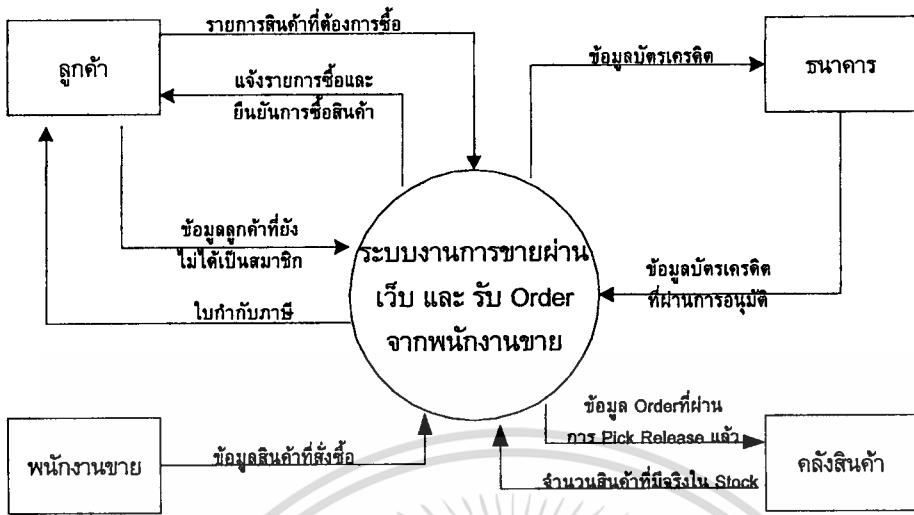 รายการสินค้าที่ต้องการซื้อ
ลูกค้า
แจ้งรายการซื้อและ
ยืนยันการซื้อสินค้า
ข้อมูลบัตรเครดิต
ธนาคาร
ข้อมูลลูกค้าที่ยัง
ไม่ได้เป็นสมาชิก
ใบกำกับภาษี
ระบบงานการขายผ่าน
เว็บ และ รับ Order
จากพนักงานขาย
ข้อมูลบัตรเครดิต
ที่ผ่านการอนุมัติ
พนักงานขาย
ข้อมูลสินค้าที่สั่งซื้อ
ข้อมูล Orderที่ผ่าน
การ Pick Release แล้ว
จำนวนสินค้าที่มีจริงใน Stock
คลังสินค้า